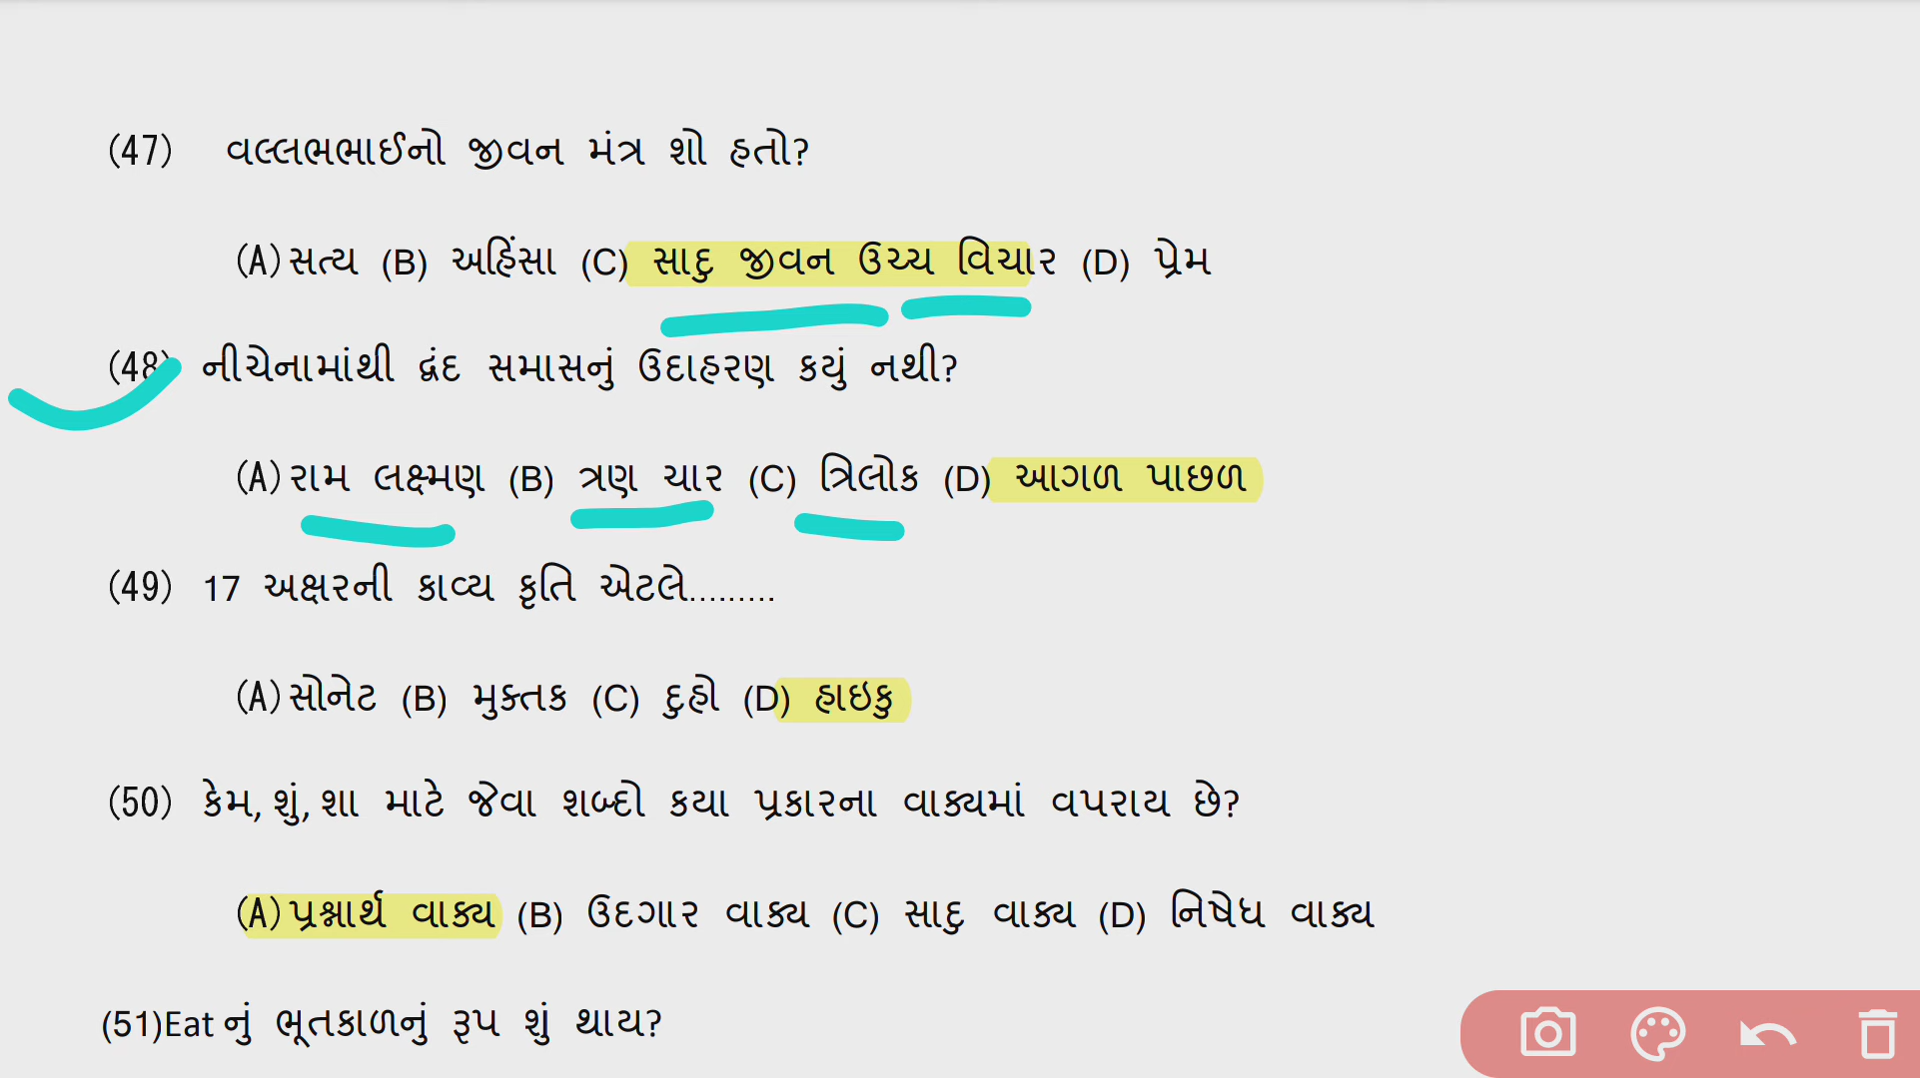 (47) વલ્લભભાઈનો જીવન મંત્ર શો હતો?
(A) સત્ય (B) અહિંસા (C) સાદુ જીવન ઉચ્ચ વિચાર (D) પ્રેમ
(48) નીચેનામાંથી દ્વંદ સમાસનું ઉદાહરણ કયું નથી?
(A) રામ લક્ષ્મણ (B) ત્રણ ચાર (C) ત્રિલોક (D) આગળ પાછળ
(49) 17 અક્ષરની કાવ્ય કૃતિ એટલે.........
(A) સોનેટ (B) મુક્તક (C) દુહો (D) હાઇકુ
(50) કેમ, શું, શા માટે જેવા શબ્દો કયા પ્રકારના વાક્યમાં વપરાય છે?
(A) પ્રશ્નાર્થ વાક્ય (B) ઉદગાર વાક્ય (C) સાદુ વાક્ય (D) નિષેધ વાક્ય
(51)Eat નું ભૂતકાળનું રૂપ શું થાય?